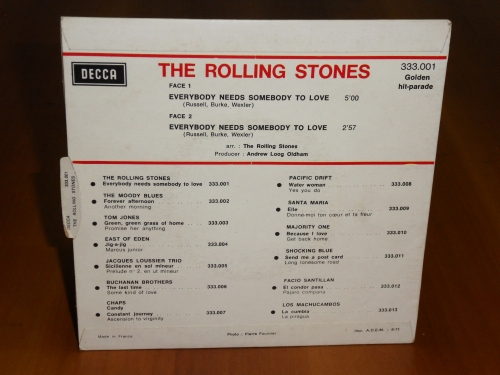 DECCA
THE ROLLING STONES
333.001
Golden
hit-parade
FACE 1
EVERYBODY NEEDS SOMEBODY TO LOVE 5'00
(Russell, Burke, Wexler)
FACE 2
EVERYBODY NEEDS SOMEBODY TO LOVE 2'57
(Russell, Burke, Wexler)
arr. : The Rolling Stones
Producer : Andrew Loog Oldham
333.001
THE ROLLING STONES
DECCA
THE ROLLING STONES
Everybody needs somebody to love 333.001
THE MOODY BLUES
Forever afternoon 333.002
Another morning
TOM JONES
Green, green grass of home 333.003
Promise her anything
EAST OF EDEN
Jig-a-jig 333.004
Marcus junior
JACQUES LOUSSIER TRIO
Sicilienne en sol mineur 333.005
Prélude n° 2, en ut mineur
BUCHANAN BROTHERS
The last time 333.006
Some kind of love
CHAPS
Candy
Constant journey 333.007
Ascension to virginity
PACIFIC DRIFT
Water woman 333.008
Yes you do
SANTA MARIA
Elle 333.009
Donne-moi ton cœur et ta fleur
MAJORITY ONE
Because I love 333.010
Get back home
SHOCKING BLUE
Send me a post card 333.011
Long lonesome road
FACIO SANTILLAN
El condor pasa 333.012
Pajaro campana
LOS MACHUCAMBOS
La cumbia 333.013
La piragua
Made in France
Photo :